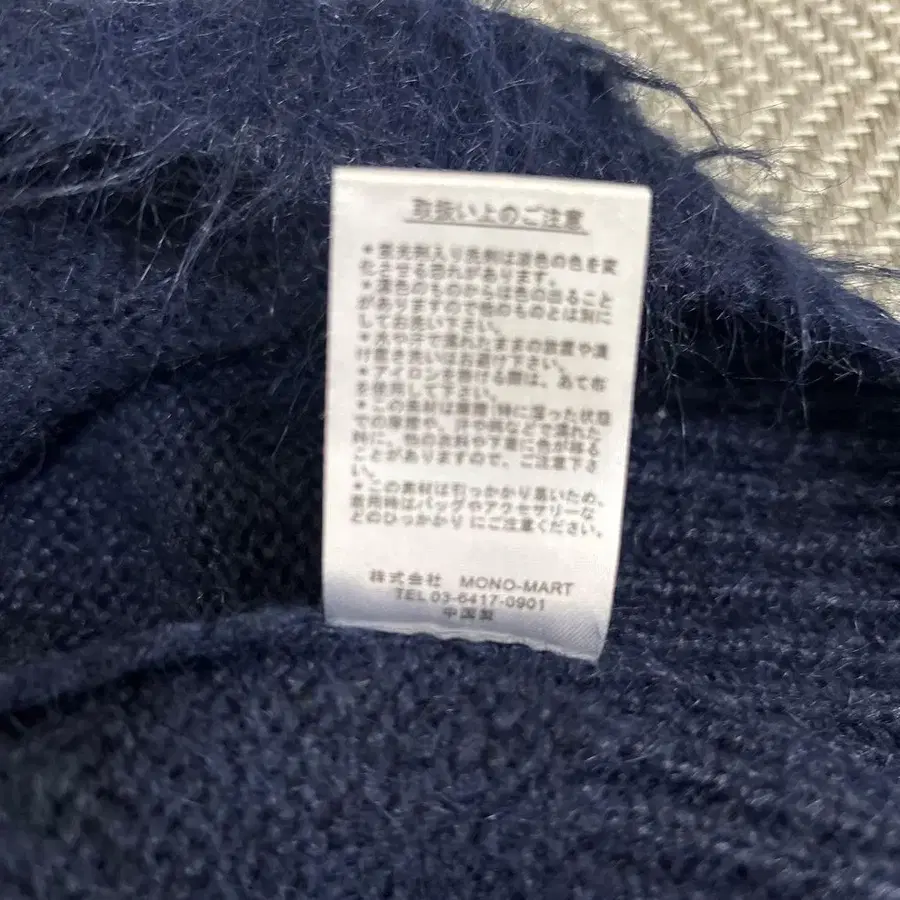 取扱い上のご注意
＊蛍光剤入り洗剤は淡色の色を変
化させる恐れがあります。
＊濃色のものからは色の出ること
がありますので他のものとは別に
してお洗い下さい。
＊汗や汗で濡れたままの放置や漬
け置き洗いはお避け下さい。
＊アイロンを掛ける際は、あて布
を使用して下さい。
＊この素材は摩擦(特に湿った状態
での摩擦や、汗や雨などで濡れた
時に、他の衣料や下着に色が移る
ことがありますので、ご注意下さ
い。
＊この素材は引っかかり易いため、
着用時はバッグやアクセサリーな
どのひっかかり にご注意ください。
株式会社 MONO-MART
TEL 03-6417-0901
中国製